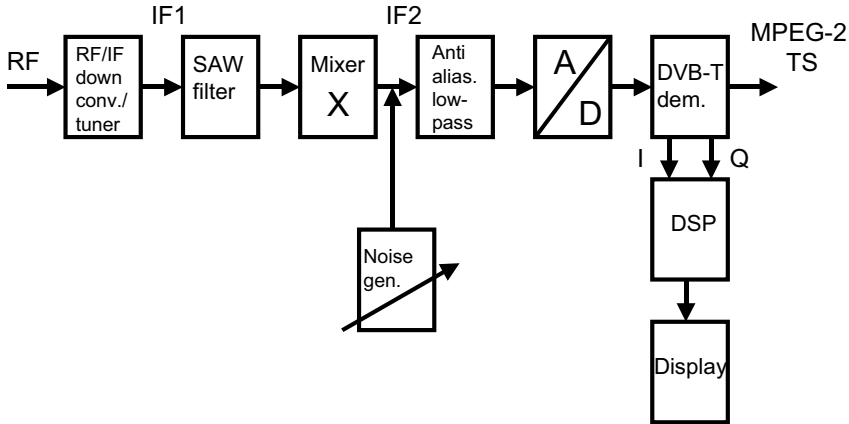 IF1
IF2
RF
RF/IF
down
conv./
tuner
SAW
filter
Mixer
X
Anti
alias.
low-
pass
A
D
DVB-T
dem.
MPEG-2
TS
I
Q
DSP
Noise
gen.
Display